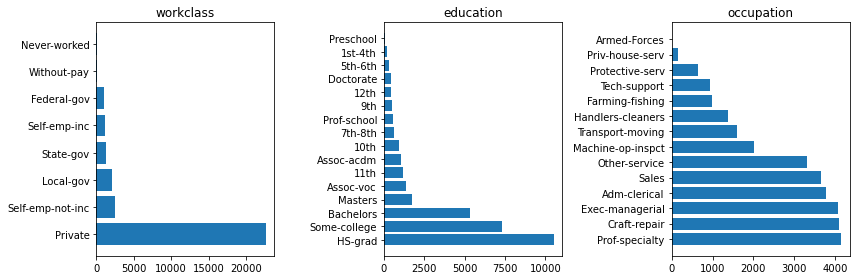 workclass
Never-worked
Without-pay
Federal-gov
Self-emp-inc
State-gov
Local-gov
Self-emp-not-inc
Private
0 5000 10000 15000 20000
education
Preschool
1st-4th
5th-6th
Doctorate
12th
9th
Prof-school
7th-8th
10th
Assoc-acdm
11th
Assoc-voc
Masters
Bachelors
Some-college
HS-grad
0 2500 5000 7500 10000
occupation
Armed-Forces
Priv-house-serv
Protective-serv
Tech-support
Farming-fishing
Handlers-cleaners
Transport-moving
Machine-op-inspct
Other-service
Sales
Adm-clerical
Exec-managerial
Craft-repair
Prof-specialty
0 1000 2000 3000 4000